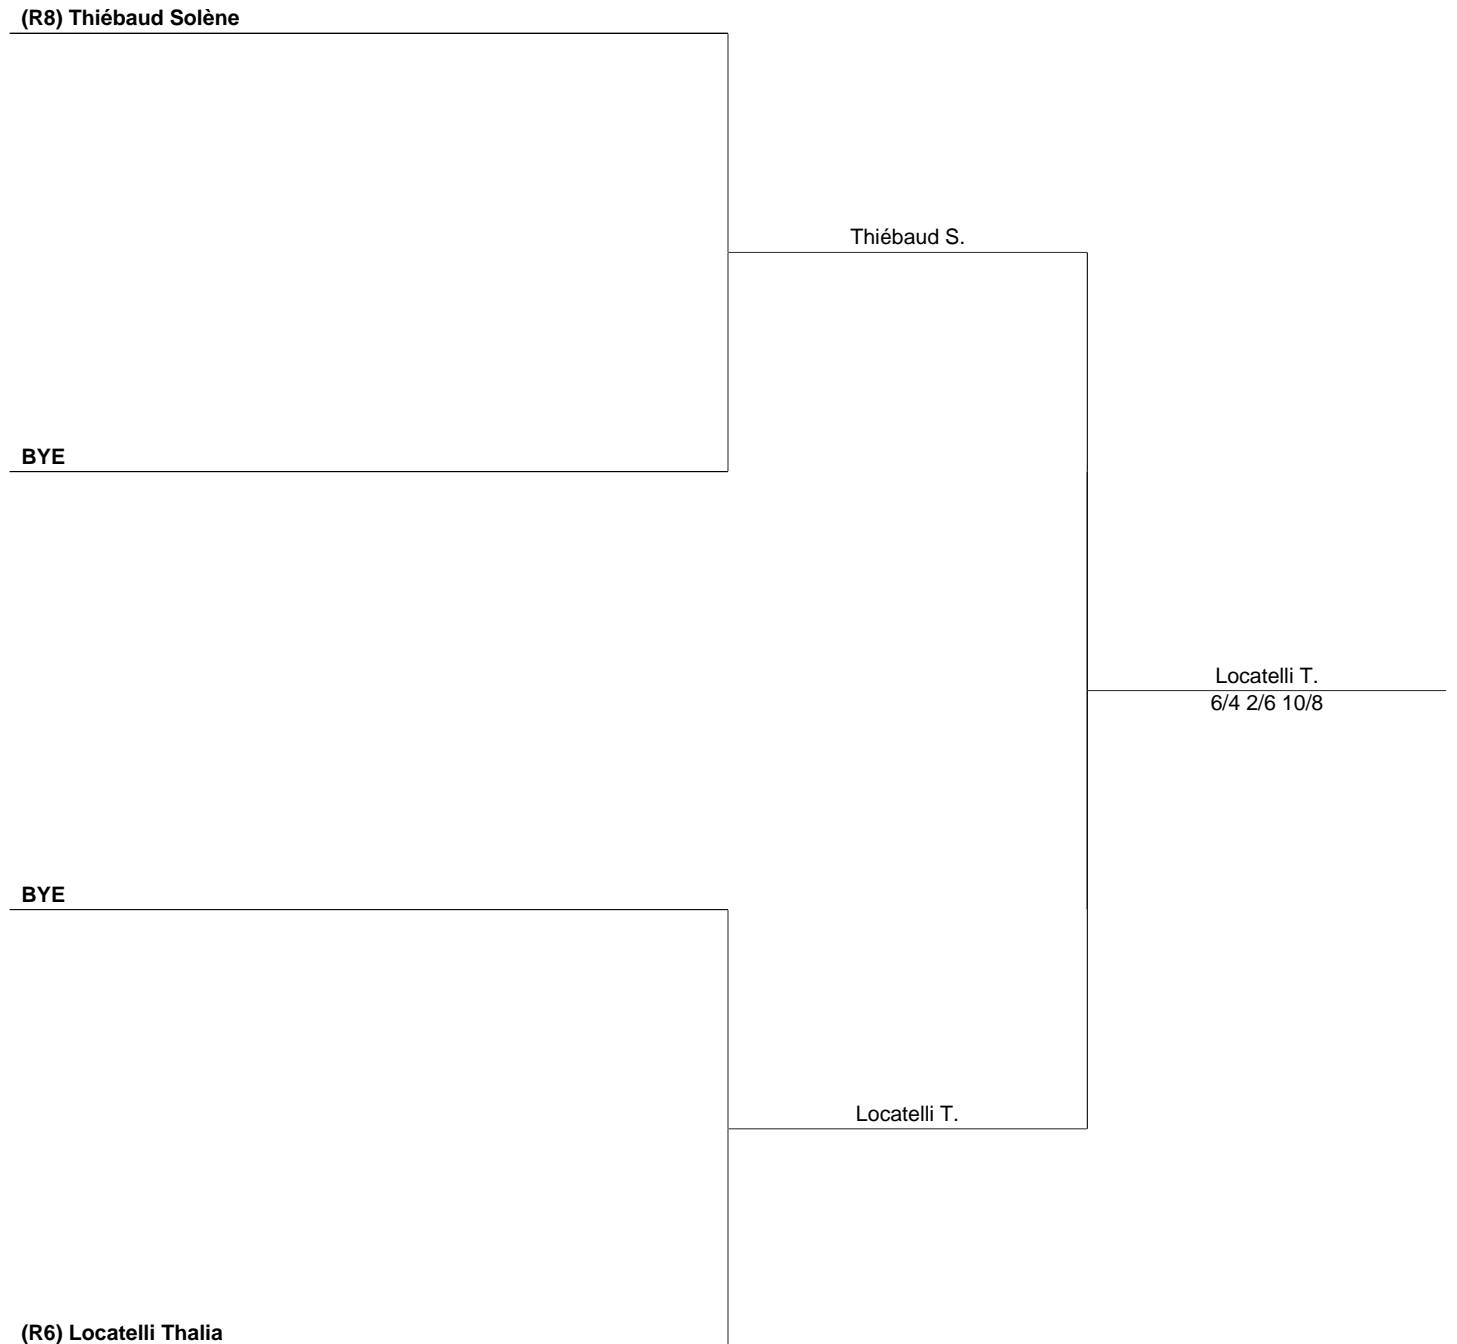 (R8) Thiébaud Solène
Thiébaud S.
BYE
Locatelli T.
6/4 2/6 10/8
BYE
Locatelli T.
(R6) Locatelli Thalia